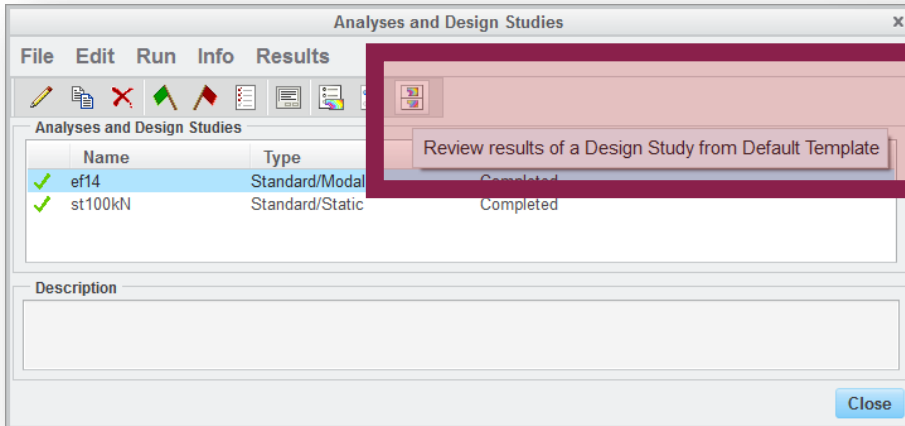 Analyses and Design Studies x
File Edit Run Info Results
Analyses and Design Studies
Name Type
Review results of a Design Study from Default Template
ef14 Standard/Modal Completed
st100kN Standard/Static Completed
Description
Close